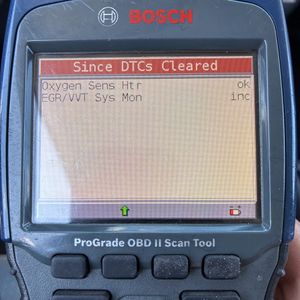 BOSCH
Since DTCs Cleared
Oxygen Sens Htr ok
EGR/VVT Sys Mon inc
ProGrade OBD II Scan Tool